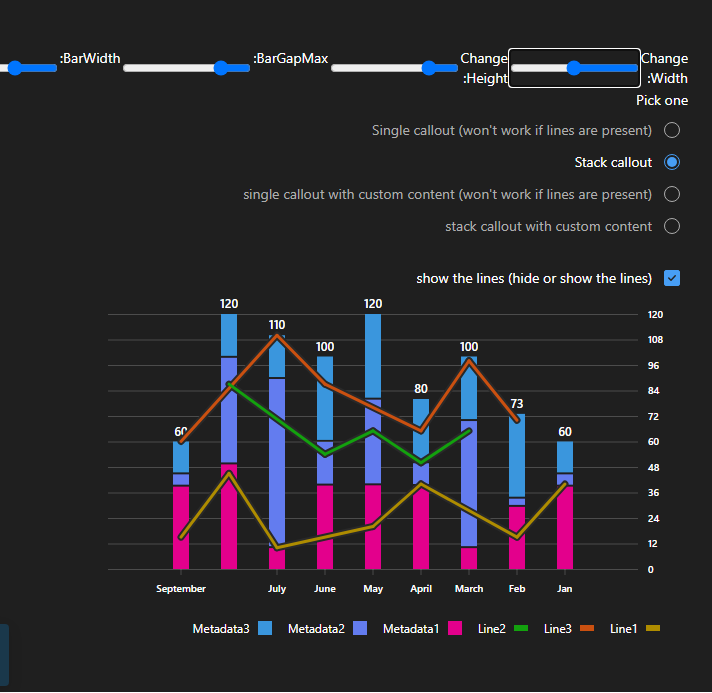 :BarWidth
:BarGapMax
Change :Height
Change :Width
Pick one
Single callout (won't work if lines are present)
Stack callout
single callout with custom content (won't work if lines are present)
stack callout with custom content
show the lines (hide or show the lines)
60
120
110
100
120
80
100
73
60
120
108
96
84
72
60
48
36
24
12
0
September
July
June
May
April
March
Feb
Jan
Metadata3
Metadata2
Metadata1
Line2
Line3
Line1